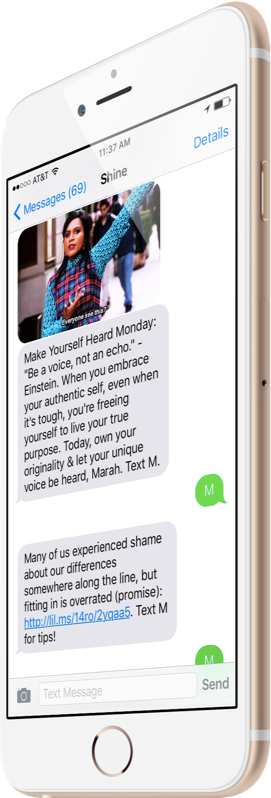 ●●○○○ AT&T 11:37 AM
Messages (69) Shine Details
Everyone see this?
Make Yourself Heard Monday:
"Be a voice, not an echo." -
Einstein. When you embrace
your authentic self, even when
it's tough, you're freeing
yourself to live your true
purpose. Today, own your
originality & let your unique
voice be heard, Marah. Text M.
M
Many of us experienced shame
about our differences
somewhere along the line, but
fitting in is overrated (promise):
http://lil.ms/14ro/2yqaa5. Text M
for tips!
M
Text Message Send